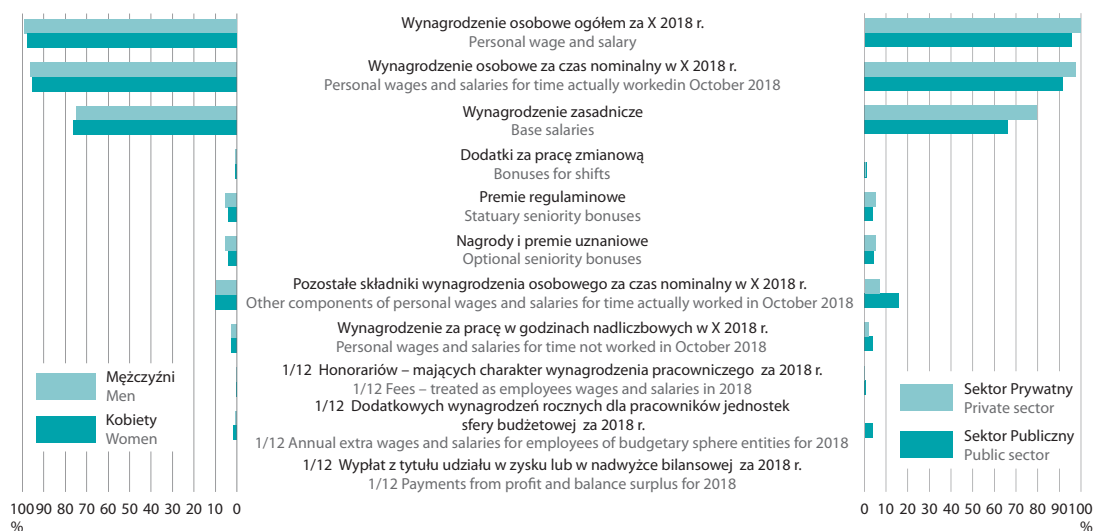 Wynagrodzenie osobowe ogółem za X 2018 r.
Personal wage and salary
Wynagrodzenie osobowe za czas nominalny w X 2018 r.
Personal wages and salaries for time actually workedin October 2018
Wynagrodzenie zasadnicze
Base salaries
Dodatki za pracę zmianową
Bonuses for shifts
Premie regulaminowe
Statuary seniority bonuses
Nagrody i premie uznaniowe
Optional seniority bonuses
Pozostałe składniki wynagrodzenia osobowego za czas nominalny w X 2018 r.
Other components of personal wages and salaries for time actually worked in October 2018
Wynagrodzenie za pracę w godzinach nadliczbowych w X 2018 r.
Personal wages and salaries for time not worked in October 2018
1/12 Honorariów – mających charakter wynagrodzenia pracowniczego za 2018 r.
1/12 Fees – treated as employees wages and salaries in 2018
1/12 Dodatkowych wynagrodzeń rocznych dla pracowników jednostek
sfery budżetowej za 2018 r.
1/12 Annual extra wages and salaries for employees of budgetary sphere entities for 2018
1/12 Wypłat z tytułu udziału w zysku lub w nadwyżce bilansowej za 2018 r.
1/12 Payments from profit and balance surplus for 2018
Mężczyźni
Men
Kobiety
Women
Sektor Prywatny
Private sector
Sektor Publiczny
Public sector
100 90 80 70 60 50 40 30 20 10 0
%
0 10 20 30 40 50 60 70 80 90 100
%